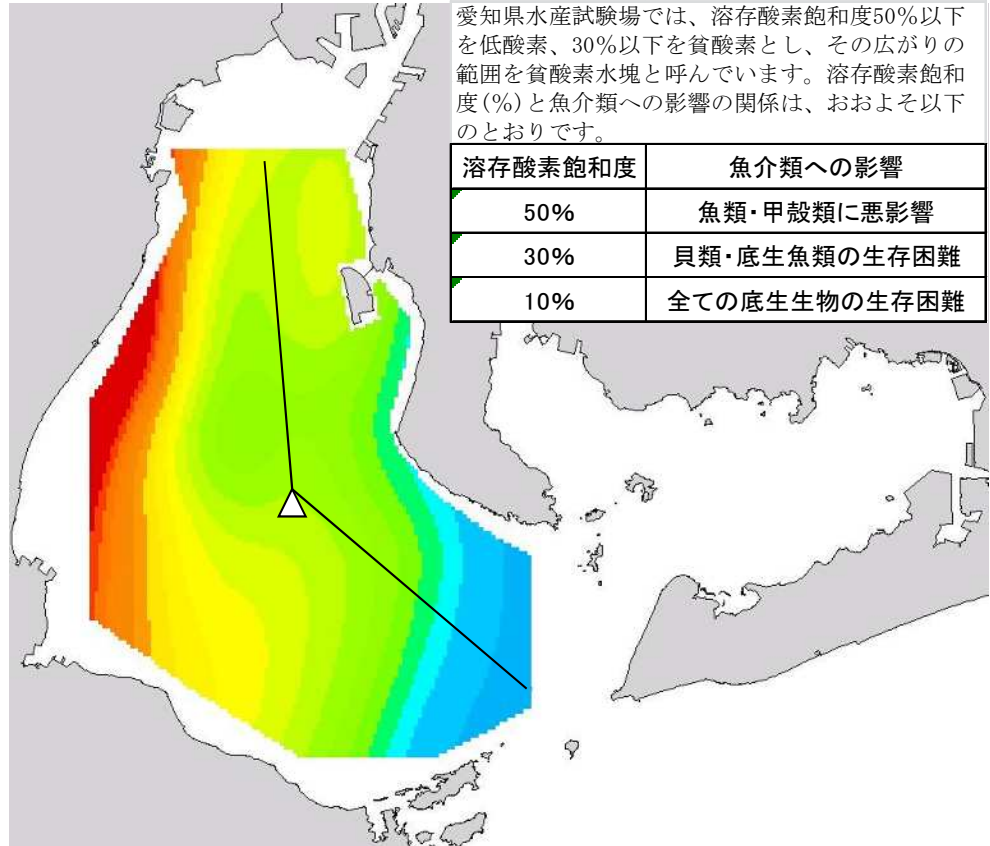 愛知県水産試験場では、溶存酸素飽和度50%以下
を低酸素、30%以下を貧酸素とし、その広がりの
範囲を貧酸素水塊と呼んでいます。溶存酸素飽和
度(%)と魚介類への影響の関係は、おおよそ以下
のとおりです。
溶存酸素飽和度 魚介類への影響
50% 魚類・甲殻類に悪影響
30% 貝類・底生魚類の生存困難
10% 全ての底生生物の生存困難